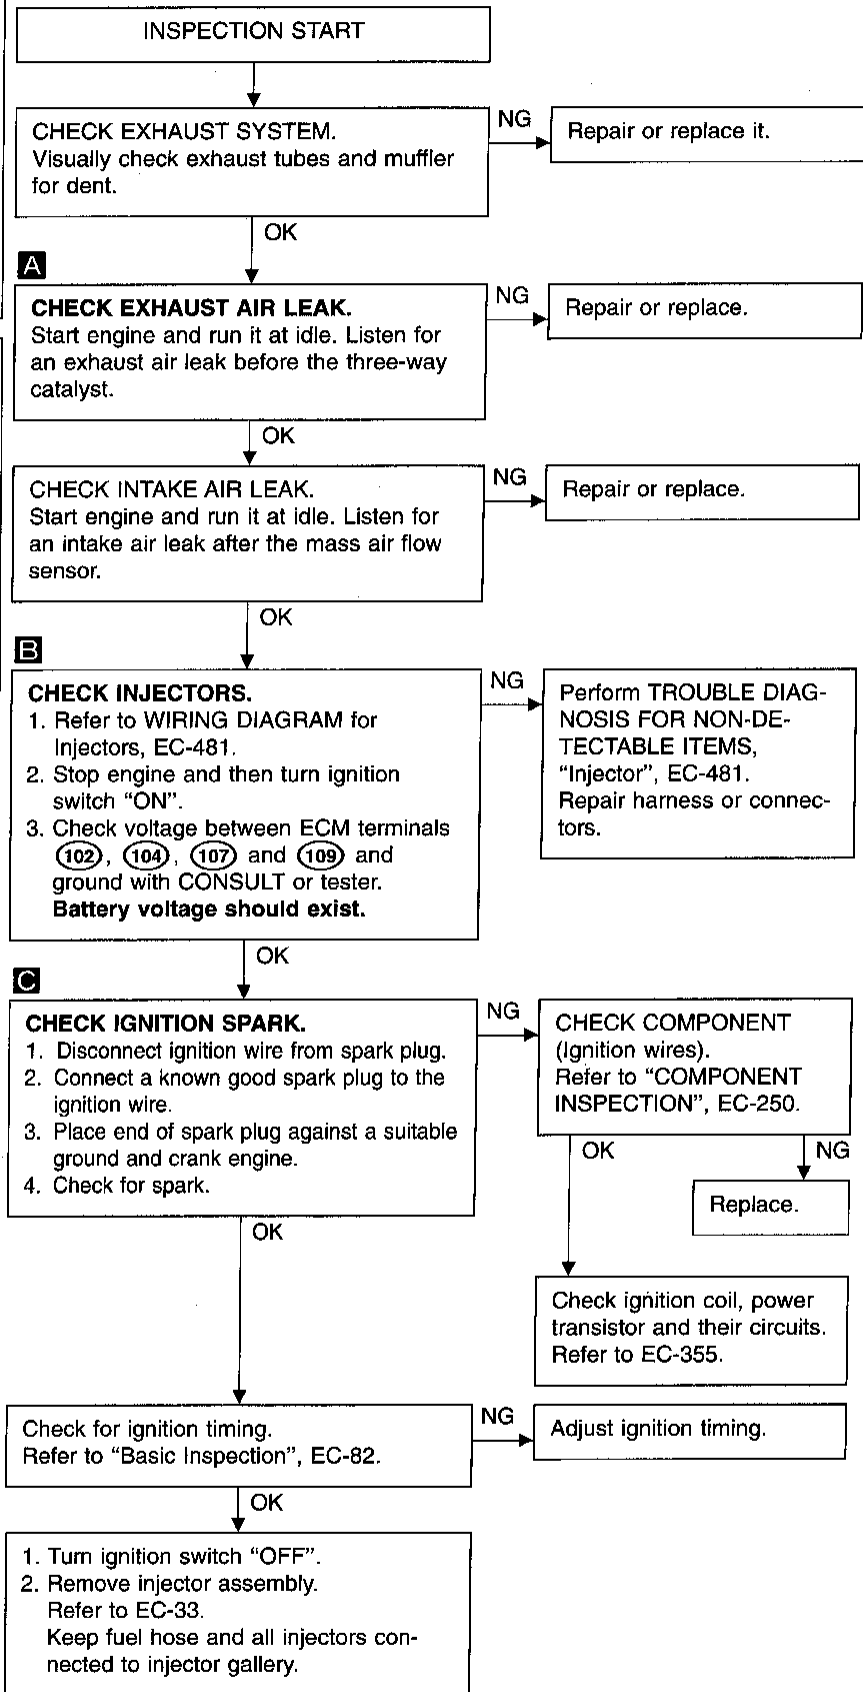 INSPECTION START
CHECK EXHAUST SYSTEM.
Visually check exhaust tubes and muffler
for dent.
NG
Repair or replace it.
OK
A
CHECK EXHAUST AIR LEAK.
Start engine and run it at idle. Listen for
an exhaust air leak before the three-way
catalyst.
NG
Repair or replace.
OK
CHECK INTAKE AIR LEAK.
Start engine and run it at idle. Listen for
an intake air leak after the mass air flow
sensor.
NG
Repair or replace.
OK
B
CHECK INJECTORS.
1. Refer to WIRING DIAGRAM for
Injectors, EC-481.
2. Stop engine and then turn ignition
switch “ON”.
3. Check voltage between ECM terminals
102, 104, 107 and 109 and
ground with CONSULT or tester.
Battery voltage should exist.
NG
Perform TROUBLE DIAG-
NOSIS FOR NON-DE-
TECTABLE ITEMS,
“Injector”, EC-481.
Repair harness or connec-
tors.
OK
C
CHECK IGNITION SPARK.
1. Disconnect ignition wire from spark plug.
2. Connect a known good spark plug to the
ignition wire.
3. Place end of spark plug against a suitable
ground and crank engine.
4. Check for spark.
NG
CHECK COMPONENT
(Ignition wires).
Refer to “COMPONENT
INSPECTION”, EC-250.
OK
NG
Replace.
OK
Check ignition coil, power
transistor and their circuits.
Refer to EC-355.
Check for ignition timing.
Refer to “Basic Inspection”, EC-82.
NG
Adjust ignition timing.
OK
1. Turn ignition switch “OFF”.
2. Remove injector assembly.
Refer to EC-33.
Keep fuel hose and all injectors con-
nected to injector gallery.